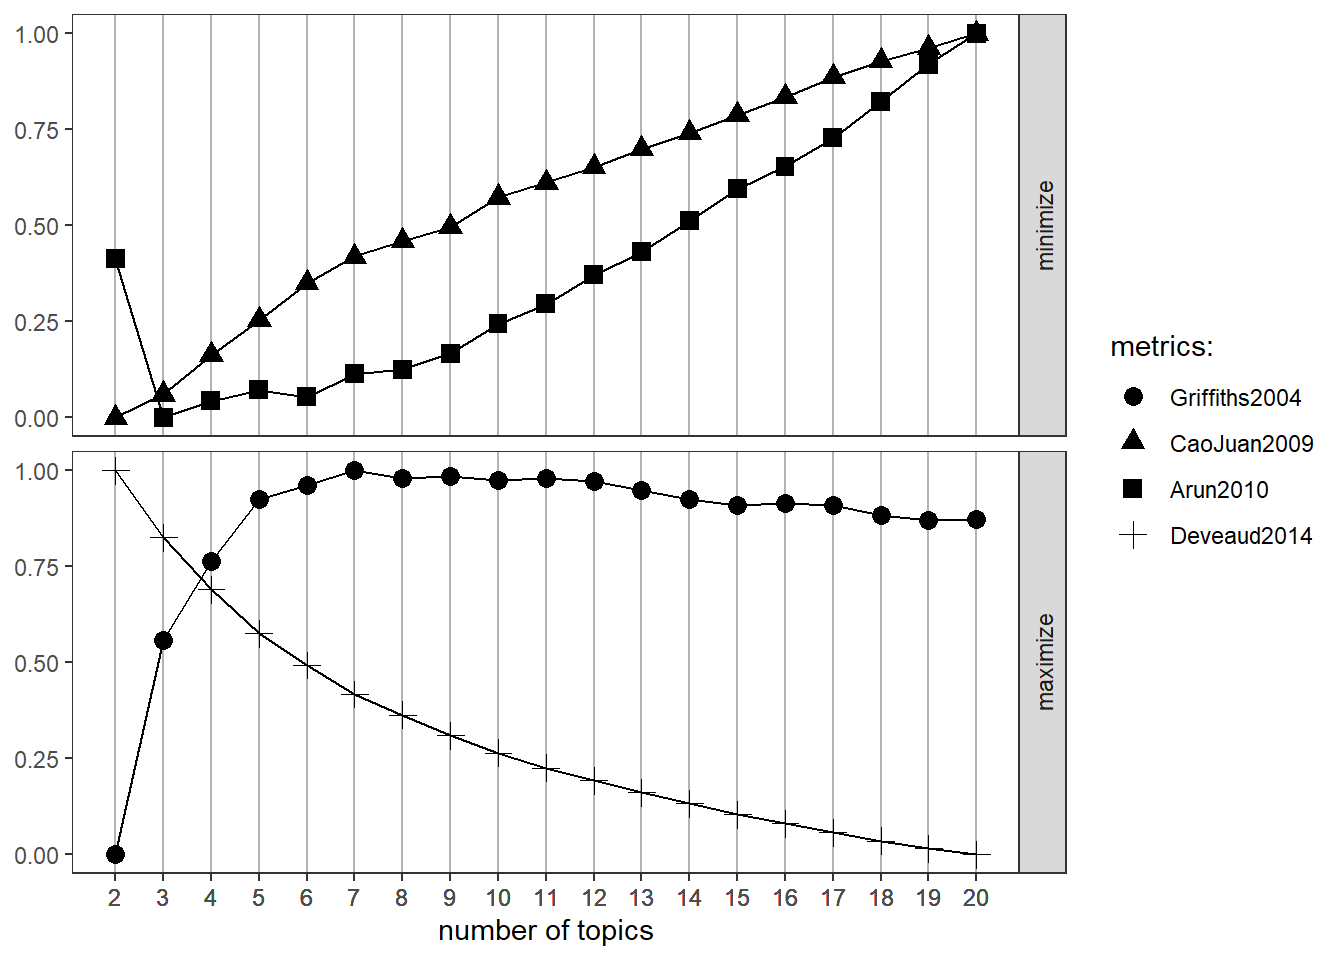 1.00
0.75
0.50
0.25
0.00
minimize
1.00
0.75
0.50
0.25
0.00
maximize
2 3 4 5 6 7 8 9 10 11 12 13 14 15 16 17 18 19 20
number of topics
metrics:
Griffiths2004
CaoJuan2009
Arun2010
Deveaud2014